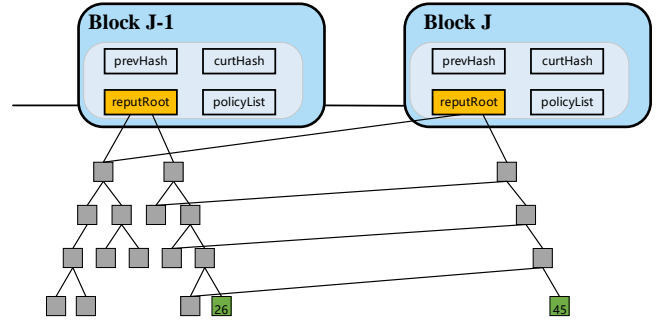 Block J-1
prevHash
curtHash
reputRoot
policyList
Block J
prevHash
curtHash
reputRoot
policyList
26
45